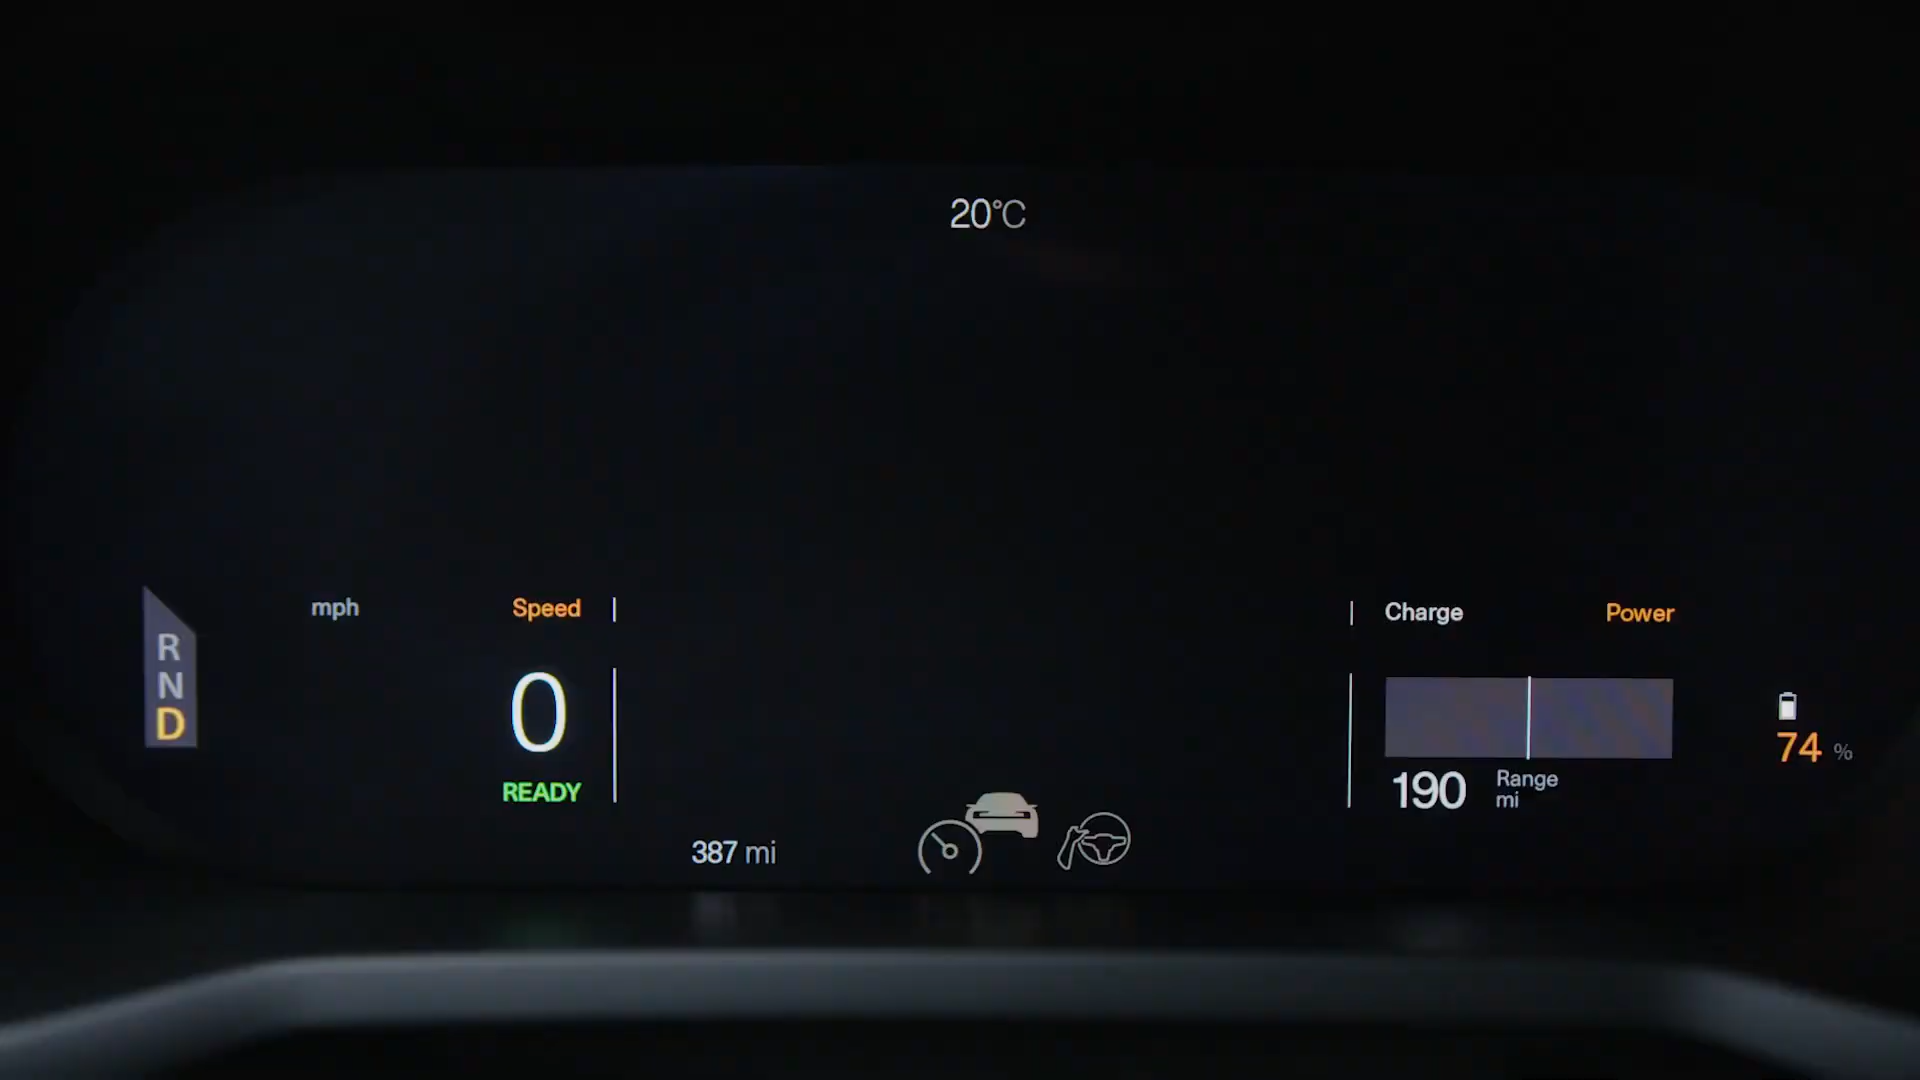 20°C
mph Speed
Charge Power
R
N
D
0
READY
74 %
190 Range
mi
387 mi